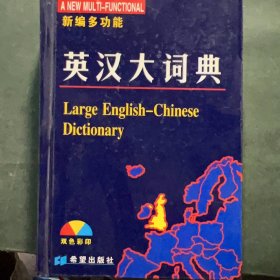 A NEW MULTI-FUNCTIONAL
新编多功能
英汉大词典
Large English-Chinese
Dictionary
双色彩印
希望出版社